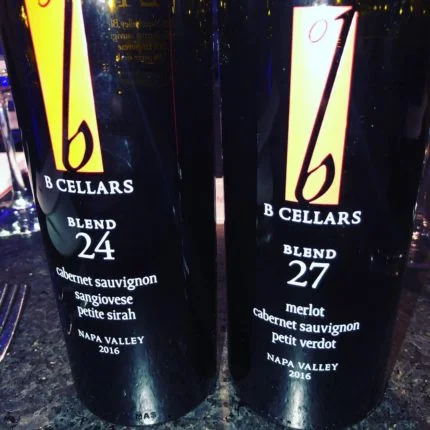 B CELLARS
BLEND
24
cabernet sauvignon
sangiovese
petite sirah
NAPA VALLEY
2016
B CELLARS
BLEND
27
merlot
cabernet sauvignon
petit verdot
NAPA VALLEY
2016